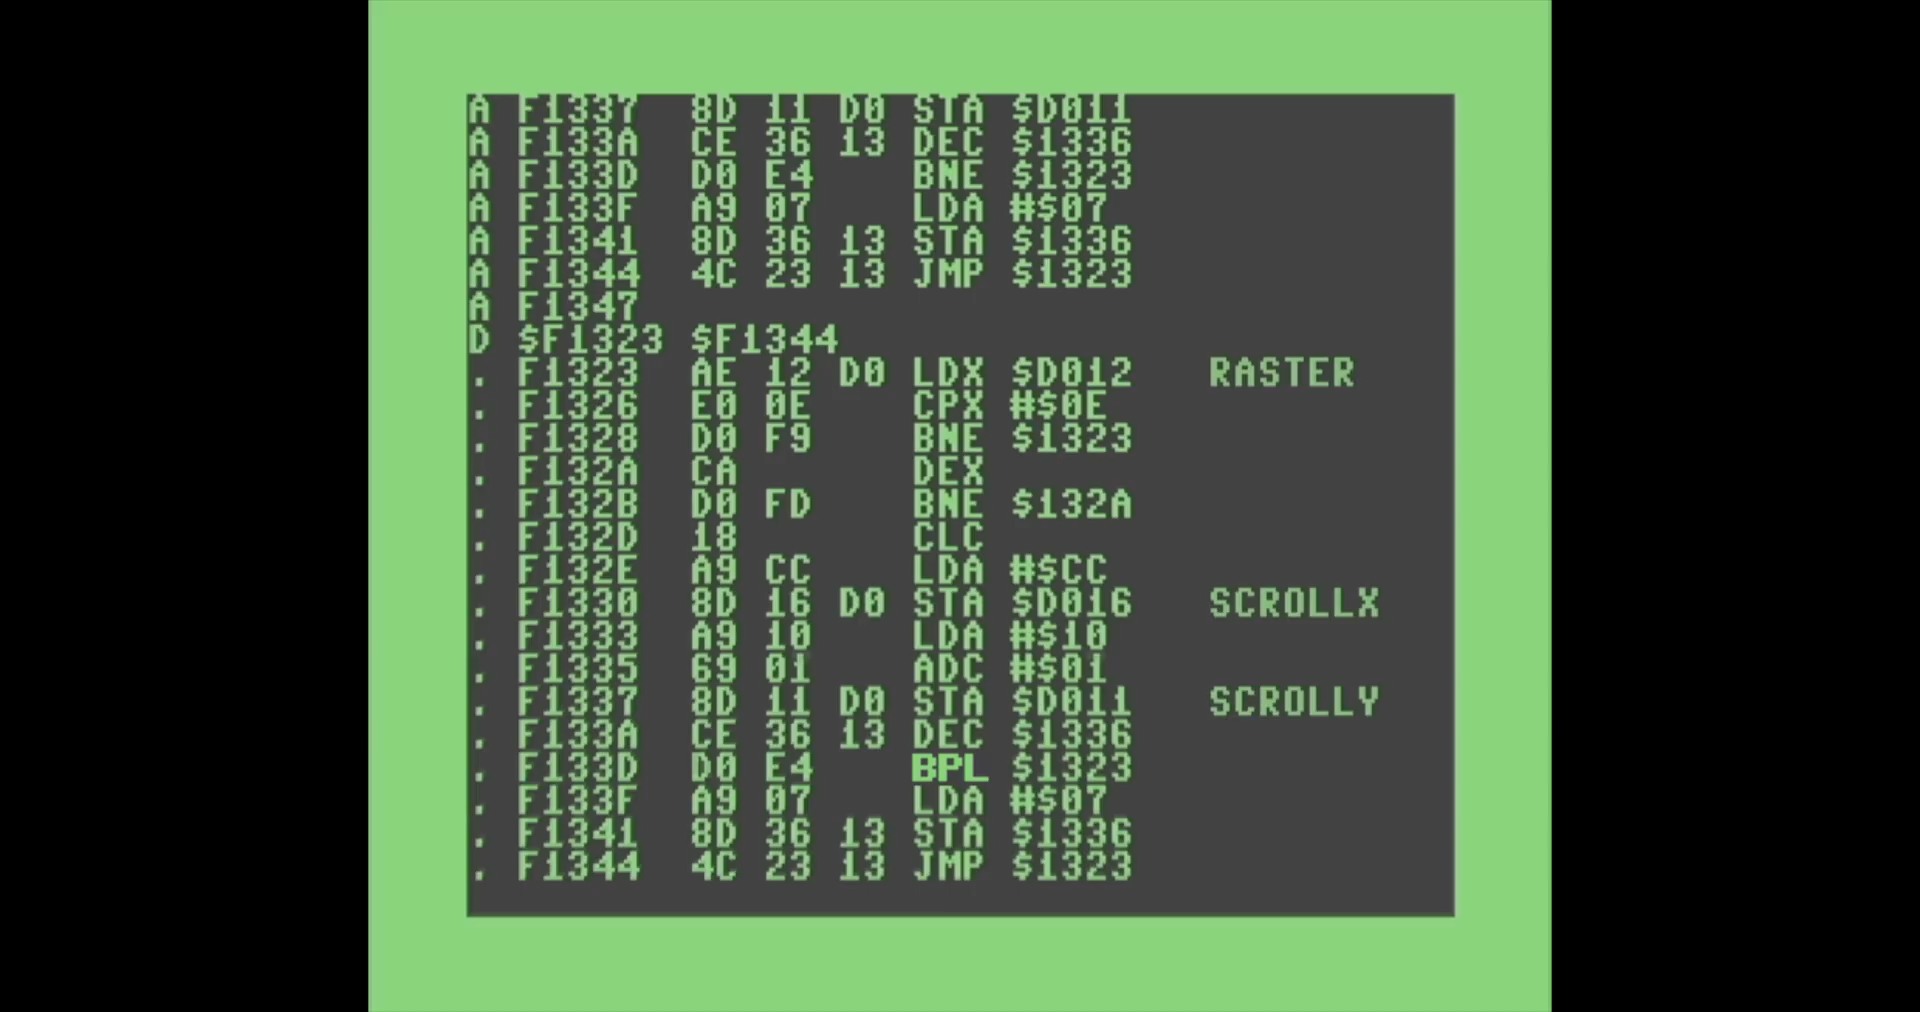 A F1337  8D 11 D0 STA $D011
A F133A  CE 36 13 DEC $1336
A F133D  D0 E4    BNE $1323
A F133F  A9 07    LDA #$07
A F1341  8D 36 13 STA $1336
A F1344  4C 23 13 JMP $1323
A F1347
D $F1323 $F1344
. F1323  AE 12 D0 LDX $D012   RASTER
. F1326  E0 0E    CPX #$0E
. F1328  D0 F9    BNE $1323
. F132A  CA       DEX
. F132B  D0 FD    BNE $132A
. F132D  18       CLC
. F132E  A9 CC    LDA #$CC
. F1330  8D 16 D0 STA $D016   SCROLLX
. F1333  A9 10    LDA #$10
. F1335  69 01    ADC #$01
. F1337  8D 11 D0 STA $D011   SCROLLY
. F133A  CE 36 13 DEC $1336
. F133D  D0 E4    BPL $1323
. F133F  A9 07    LDA #$07
. F1341  8D 36 13 STA $1336
. F1344  4C 23 13 JMP $1323